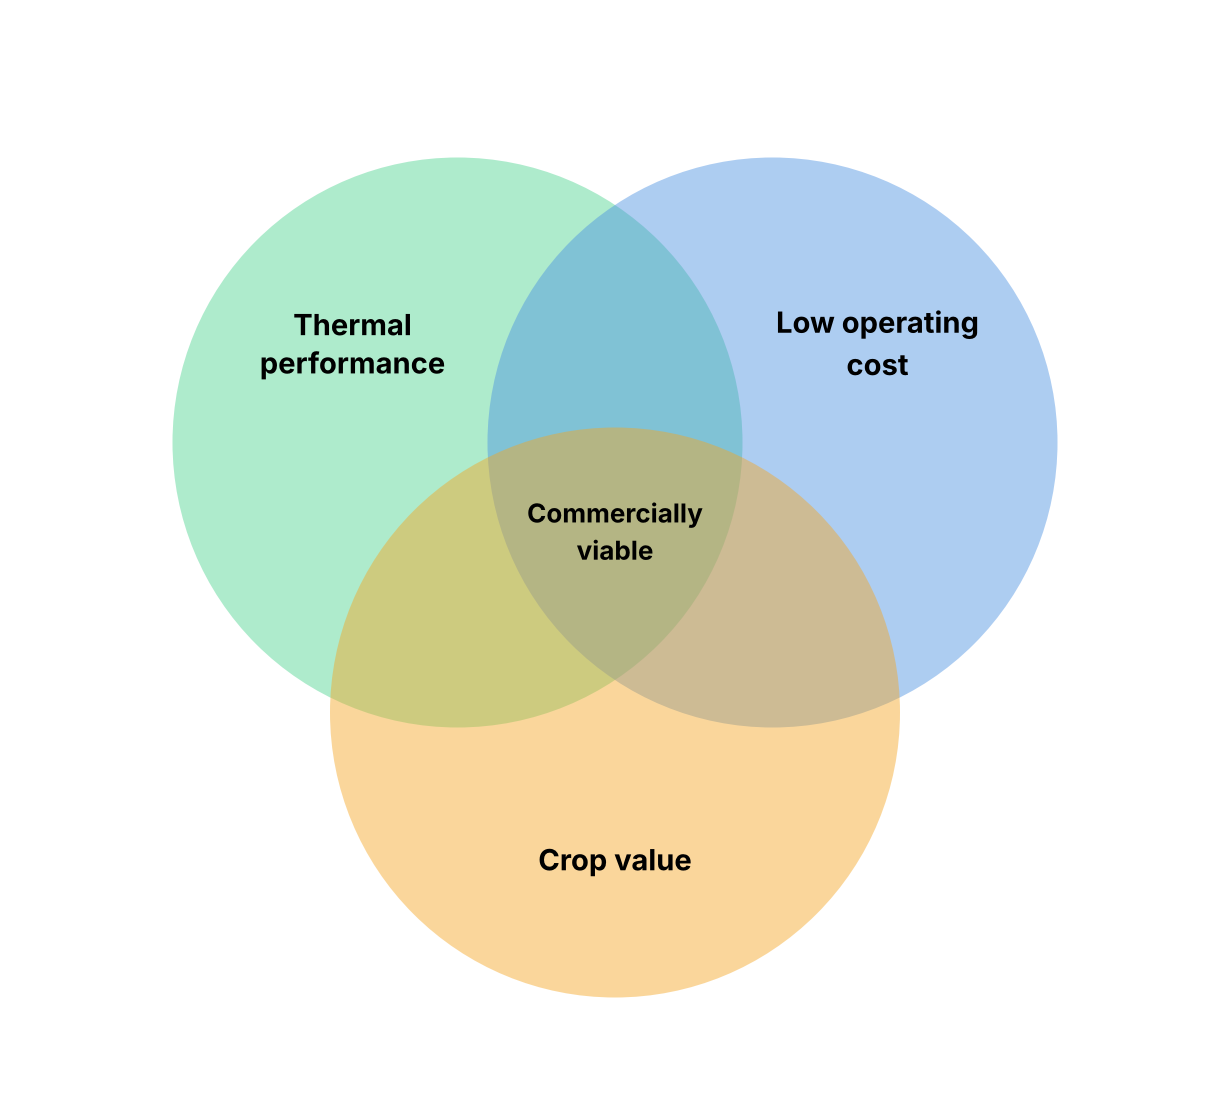 Thermal
performance
Low operating
cost
Commercially
viable
Crop value